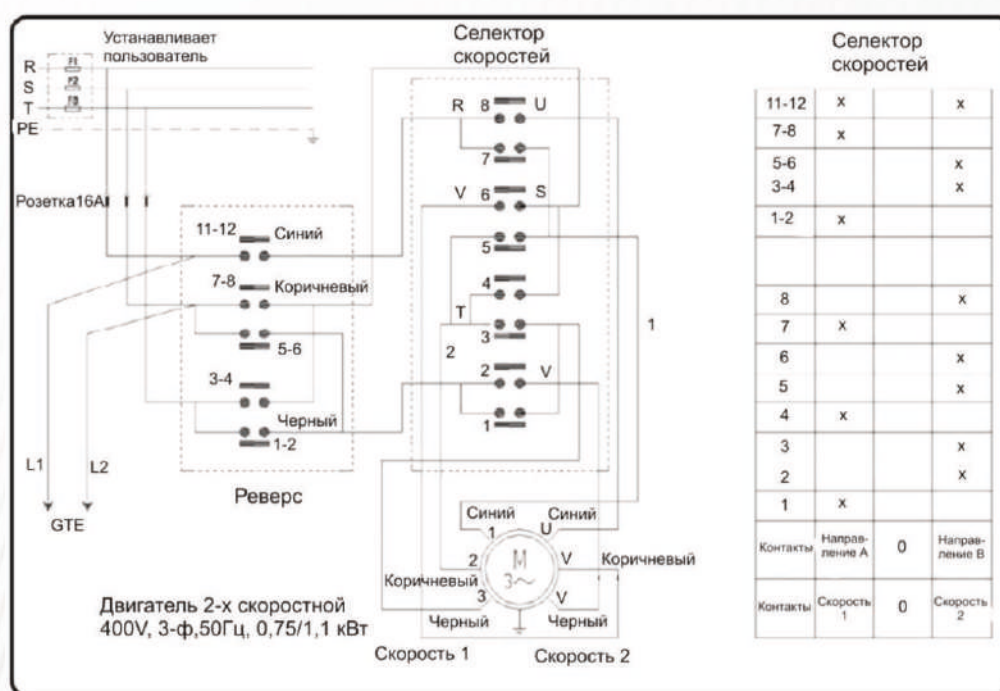 Устанавливает
пользователь
R
F1
S
F2
T
F3
PE
Розетка16А
11-12
Синий
7-8
Коричневый
5-6
3-4
Черный
1-2
L1
L2
GTE
Реверс
Селектор
скоростей
R 8 U
7
V 6 S
5
4
T
3
2
2 V
1
1
Синий
Синий
1
U
2
V
Коричневый
M
3~
Коричневый
3
V
Черный
Черный
Двигатель 2-х скоростной
400V, 3-ф,50Гц, 0,75/1,1 кВт
Скорость 1
Скорость 2
Селектор
скоростей
11-12 x x
7-8 x
5-6 x
3-4 x
1-2 x
8 x
7 x
6 x
5 x
4 x
3 x
2 x
1 x
Контакты Направ-ление А 0 Направ-ление В
Контакты Скорость 1 0 Скорость 2